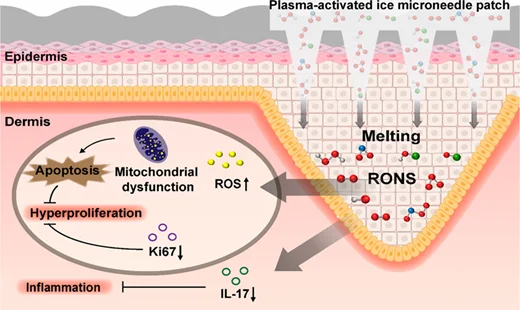 Plasma-activated ice microneedle patch
Epidermis
Melting
RONS
Dermis
Apoptosis
Mitochondrial
dysfunction
ROS↑
Hyperproliferation
Ki67↓
Inflammation
IL-17↓